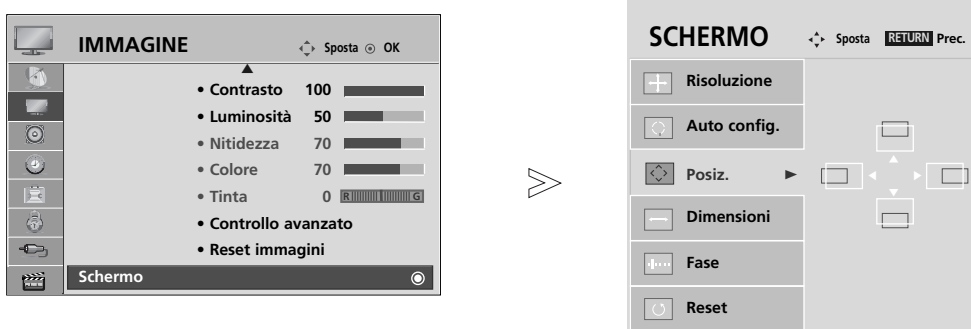 IMMAGINE Sposta OK
• Contrasto 100
• Luminosità 50
• Nitidezza 70
• Colore 70
• Tinta 0 R G
• Controllo avanzato
• Reset immagini
Schermo
SCHERMO Sposta RETURN Prec.
Risoluzione
Auto config.
Posiz.
Dimensioni
Fase
Reset